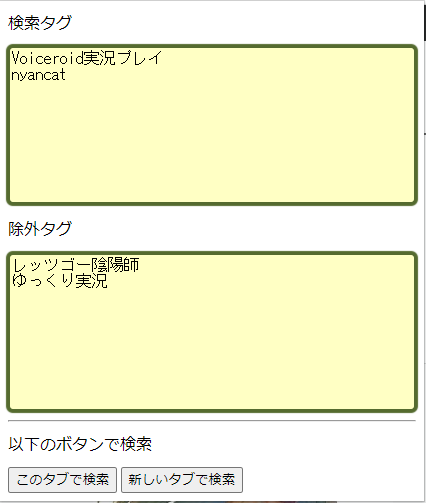 検索タグ
Voiceroid実況プレイ
nyancat
除外タグ
レッツゴー陰陽師
ゆっくり実況
以下のボタンで検索
このタブで検索 新しいタブで検索